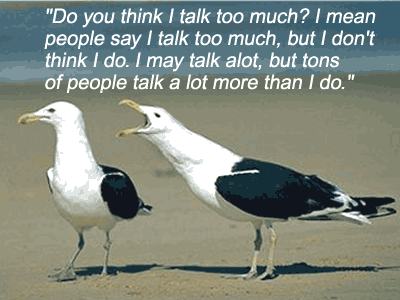 "Do you think I talk too much? I mean
people say I talk too much, but I don't
think I do. I may talk alot, but tons
of people talk a lot more than I do."